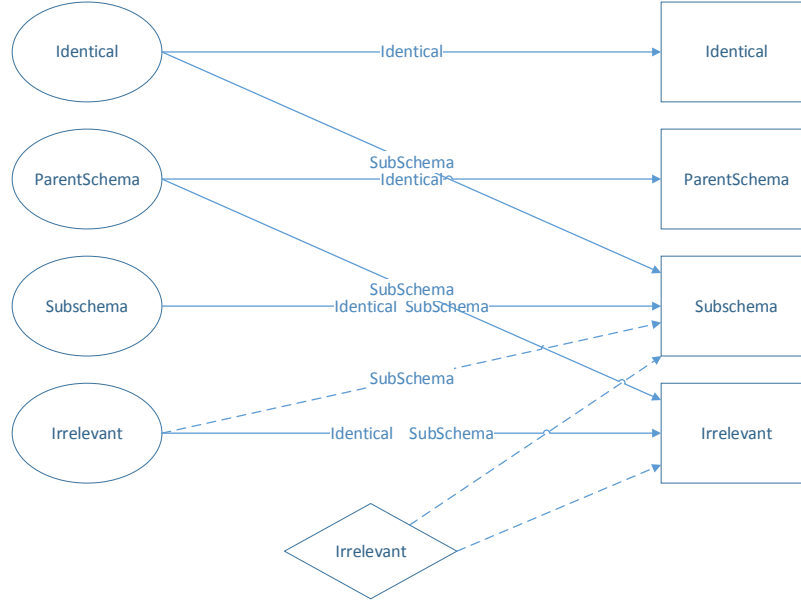 Identical Identical Identical
SubSchema
ParentSchema Identical ParentSchema
SubSchema
Subschema Identical SubSchema Subschema
SubSchema
Irrelevant Identical SubSchema Irrelevant
Irrelevant